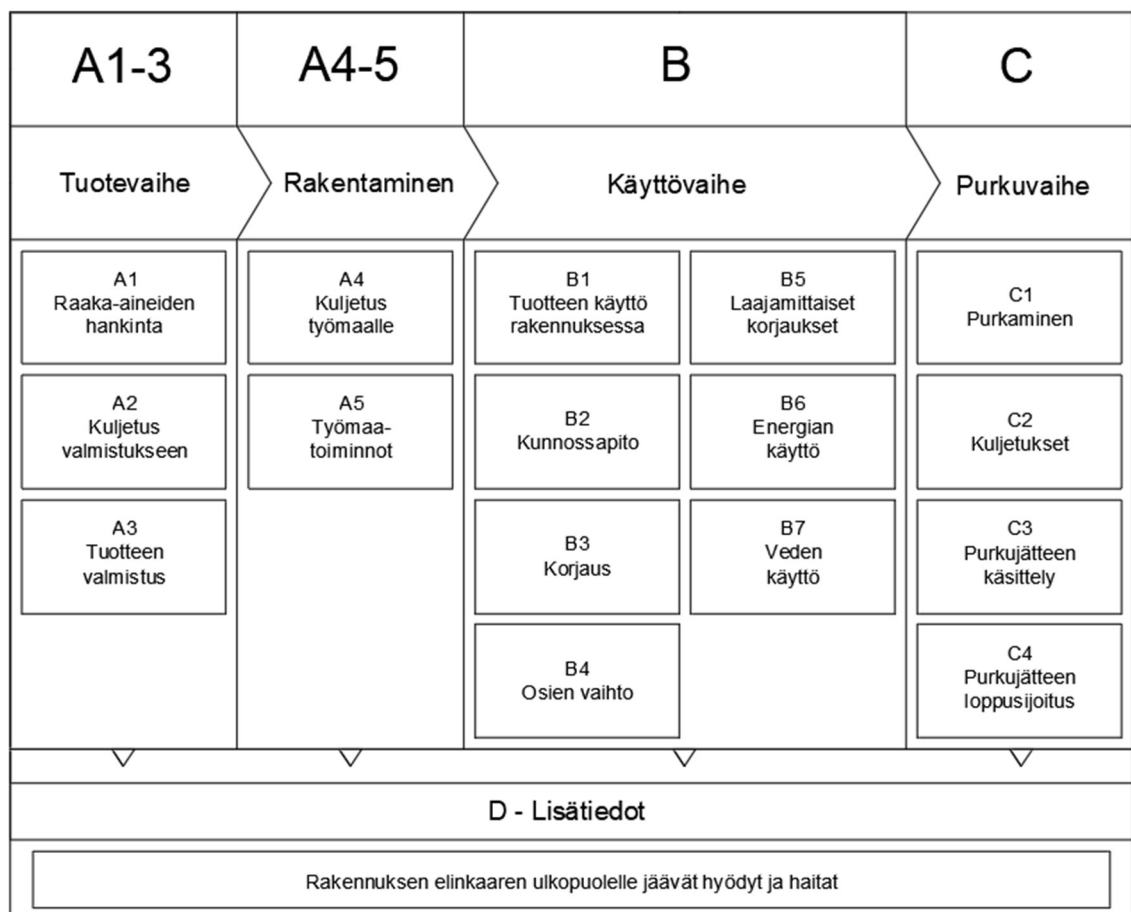 A1-3
A4-5
B
C
Tuotevaihe
Rakentaminen
Käyttövaihe
Purkuvaihe
A1
Raaka-aineiden
hankinta
A2
Kuljetus
valmistukseen
A3
Tuotteen
valmistus
A4
Kuljetus
työmaalle
A5
Työmaa-
toiminnot
B1
Tuotteen käyttö
rakennuksessa
B2
Kunnossapito
B3
Korjaus
B4
Osien vaihto
B5
Laajamittaiset
korjaukset
B6
Energian
käyttö
B7
Veden
käyttö
C1
Purkaminen
C2
Kuljetukset
C3
Purkujätteen
käsittely
C4
Purkujätteen
loppusijoitus
D - Lisätiedot
Rakennuksen elinkaaren ulkopuolelle jäävät hyödyt ja haitat